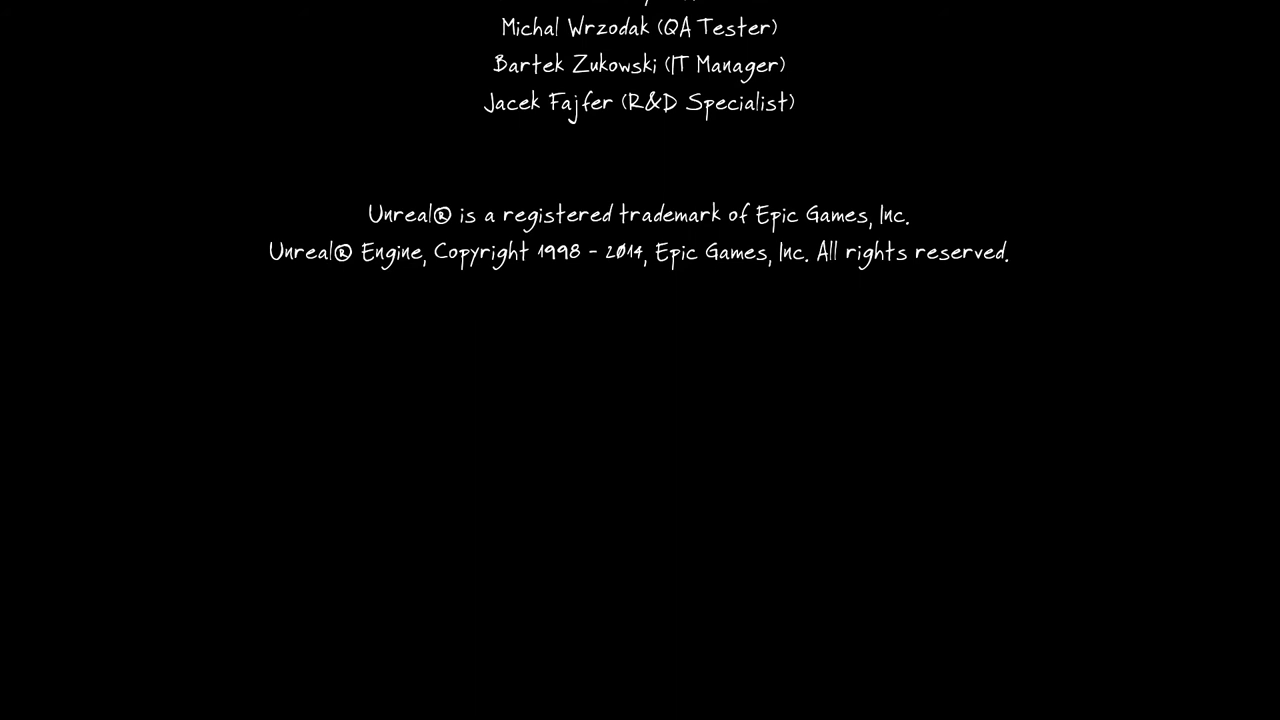 Michal Wrzodak (QA Tester)
Bartek Zukowski (IT Manager)
Jacek Fajfer (R&D Specialist)
Unreal® is a registered trademark of Epic Games, Inc.
Unreal® Engine, Copyright 1998 - 2014, Epic Games, Inc. All rights reserved.